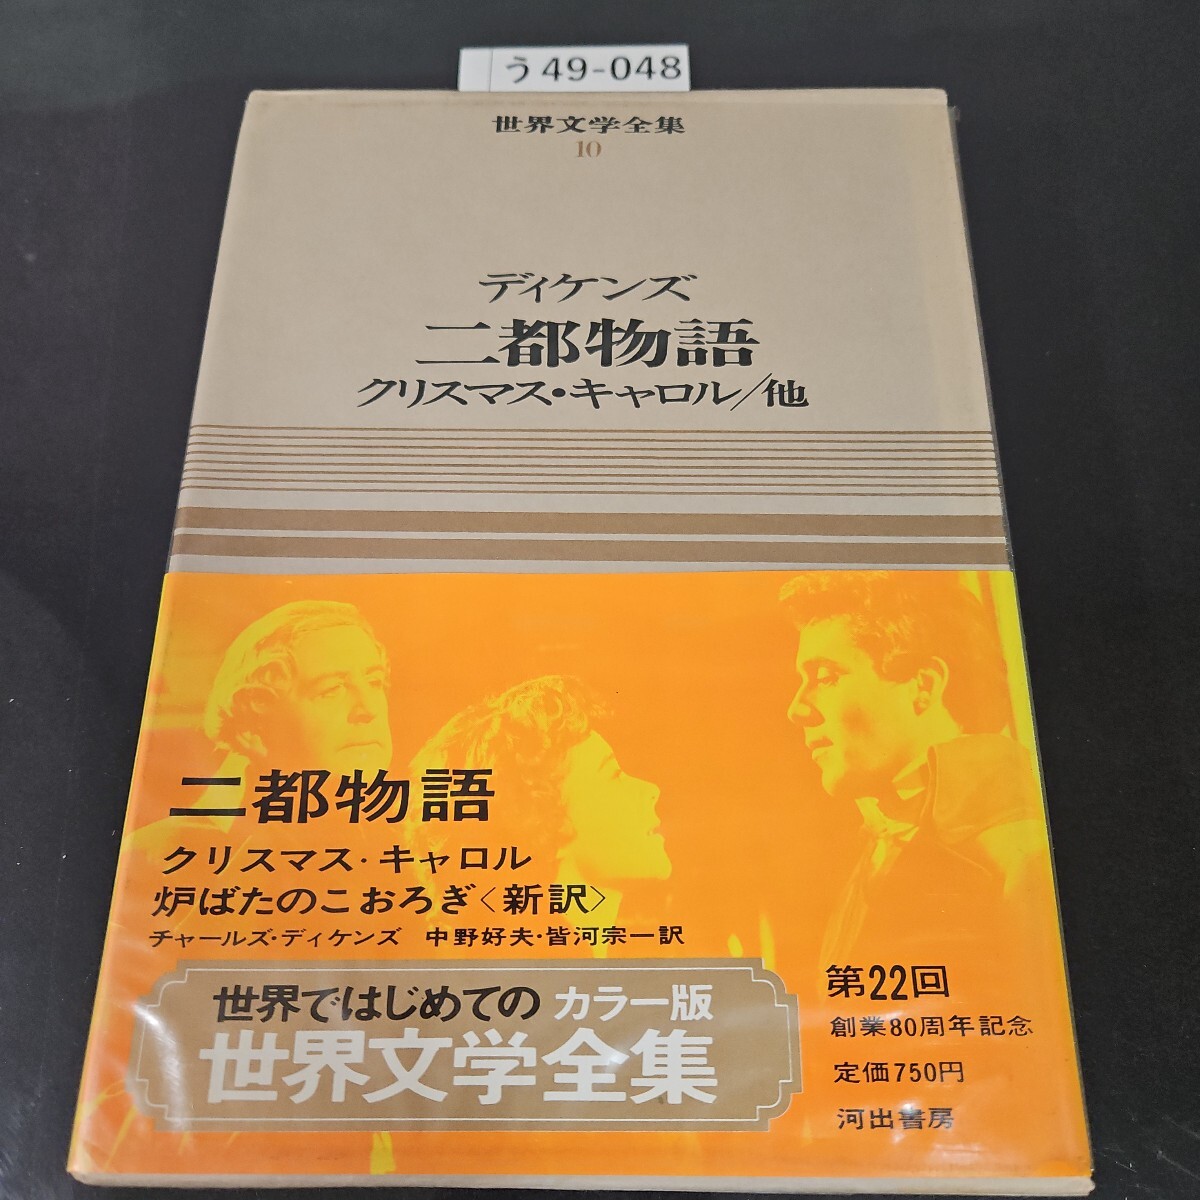 う49-048
世界文学全集
10
ディケンズ
二都物語
クリスマス・キャロル/他
二都物語
クリスマス・キャロル
炉ばたのこおろぎ〈新訳〉
チャールズ・ディケンズ 中野好夫・皆河宗一訳
世界ではじめての カラー版
世界文学全集
第22回
創業80周年記念
定価750円
河出書房